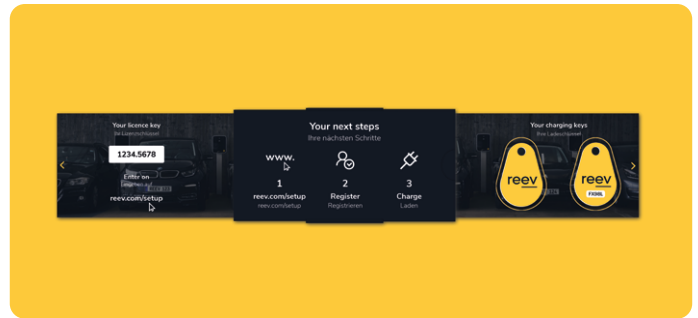 Your licence key
Ihr Lizenzschlüssel
1234.5678
Enter on
Eingeben auf
reev.com/setup
Your next steps
Ihre nächsten Schritte
www.
1
reev.com/setup
reev.com/setup
2
Register
Registrieren
3
Charge
Laden
Your charging keys
Ihre Ladeschlüssel
reev
reev